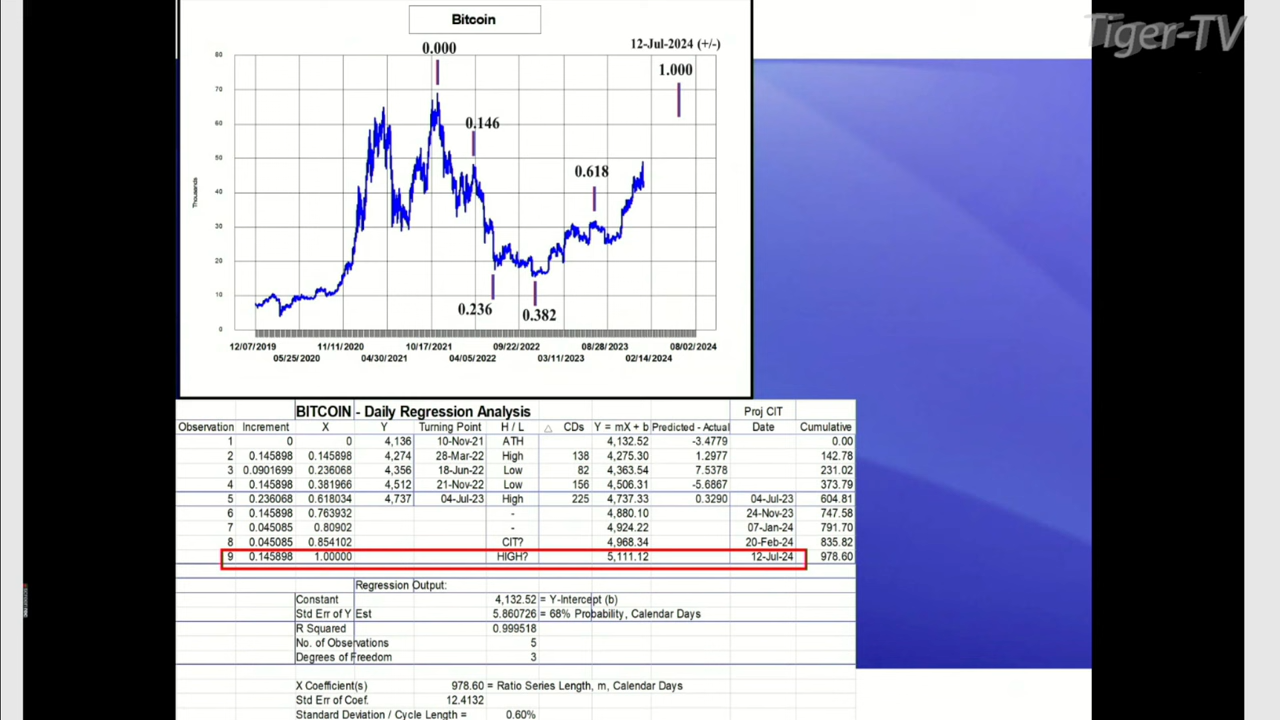 Tiger-TV
Bitcoin
12-Jul-2024 (+/-)
0.000
1.000
0.146
0.618
0.236
0.382
80
70
60
50
40
30
20
10
0
Thousands
12/07/2019 11/11/2020 10/17/2021 09/22/2022 08/28/2023 08/02/2024
05/25/2020 04/30/2021 04/05/2022 03/11/2023 02/14/2024
BITCOIN - Daily Regression Analysis Proj CIT
Observation Increment X Y Turning Point H / L △ CDs Y = mX + b Predicted - Actual Date Cumulative
1 0 0 4,136 10-Nov-21 ATH 4,132.52 -3.4779 0.00
2 0.145898 0.145898 4,274 28-Mar-22 High 138 4,275.30 1.2977 142.78
3 0.0901699 0.236068 4,356 18-Jun-22 Low 82 4,363.54 7.5378 231.02
4 0.145898 0.381966 4,512 21-Nov-22 Low 156 4,506.31 -5.6867 373.79
5 0.236068 0.618034 4,737 04-Jul-23 High 225 4,737.33 0.3290 04-Jul-23 604.81
6 0.145898 0.763932 - 4,880.10 24-Nov-23 747.58
7 0.045085 0.80902 - 4,924.22 07-Jan-24 791.70
8 0.045085 0.854102 CIT? 4,968.34 20-Feb-24 835.82
9 0.145898 1.00000 HIGH? 5,111.12 12-Jul-24 978.60
Regression Output:
Constant 4,132.52 = Y-Intercept (b)
Std Err of Y Est 5.860726 = 68% Probability, Calendar Days
R Squared 0.999518
No. of Observations 5
Degrees of Freedom 3
X Coefficient(s) 978.60 = Ratio Series Length, m, Calendar Days
Std Err of Coef. 12.4132
Standard Deviation / Cycle Length = 0.60%